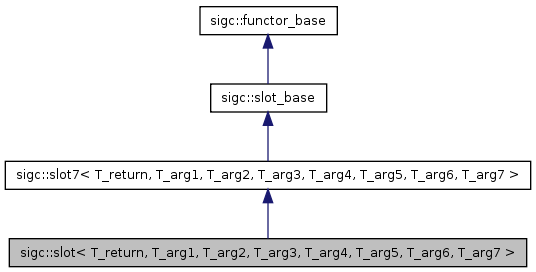 sigc::functor_base
sigc::slot_base
sigc::slot7< T_return, T_arg1, T_arg2, T_arg3, T_arg4, T_arg5, T_arg6, T_arg7 >
sigc::slot< T_return, T_arg1, T_arg2, T_arg3, T_arg4, T_arg5, T_arg6, T_arg7 >